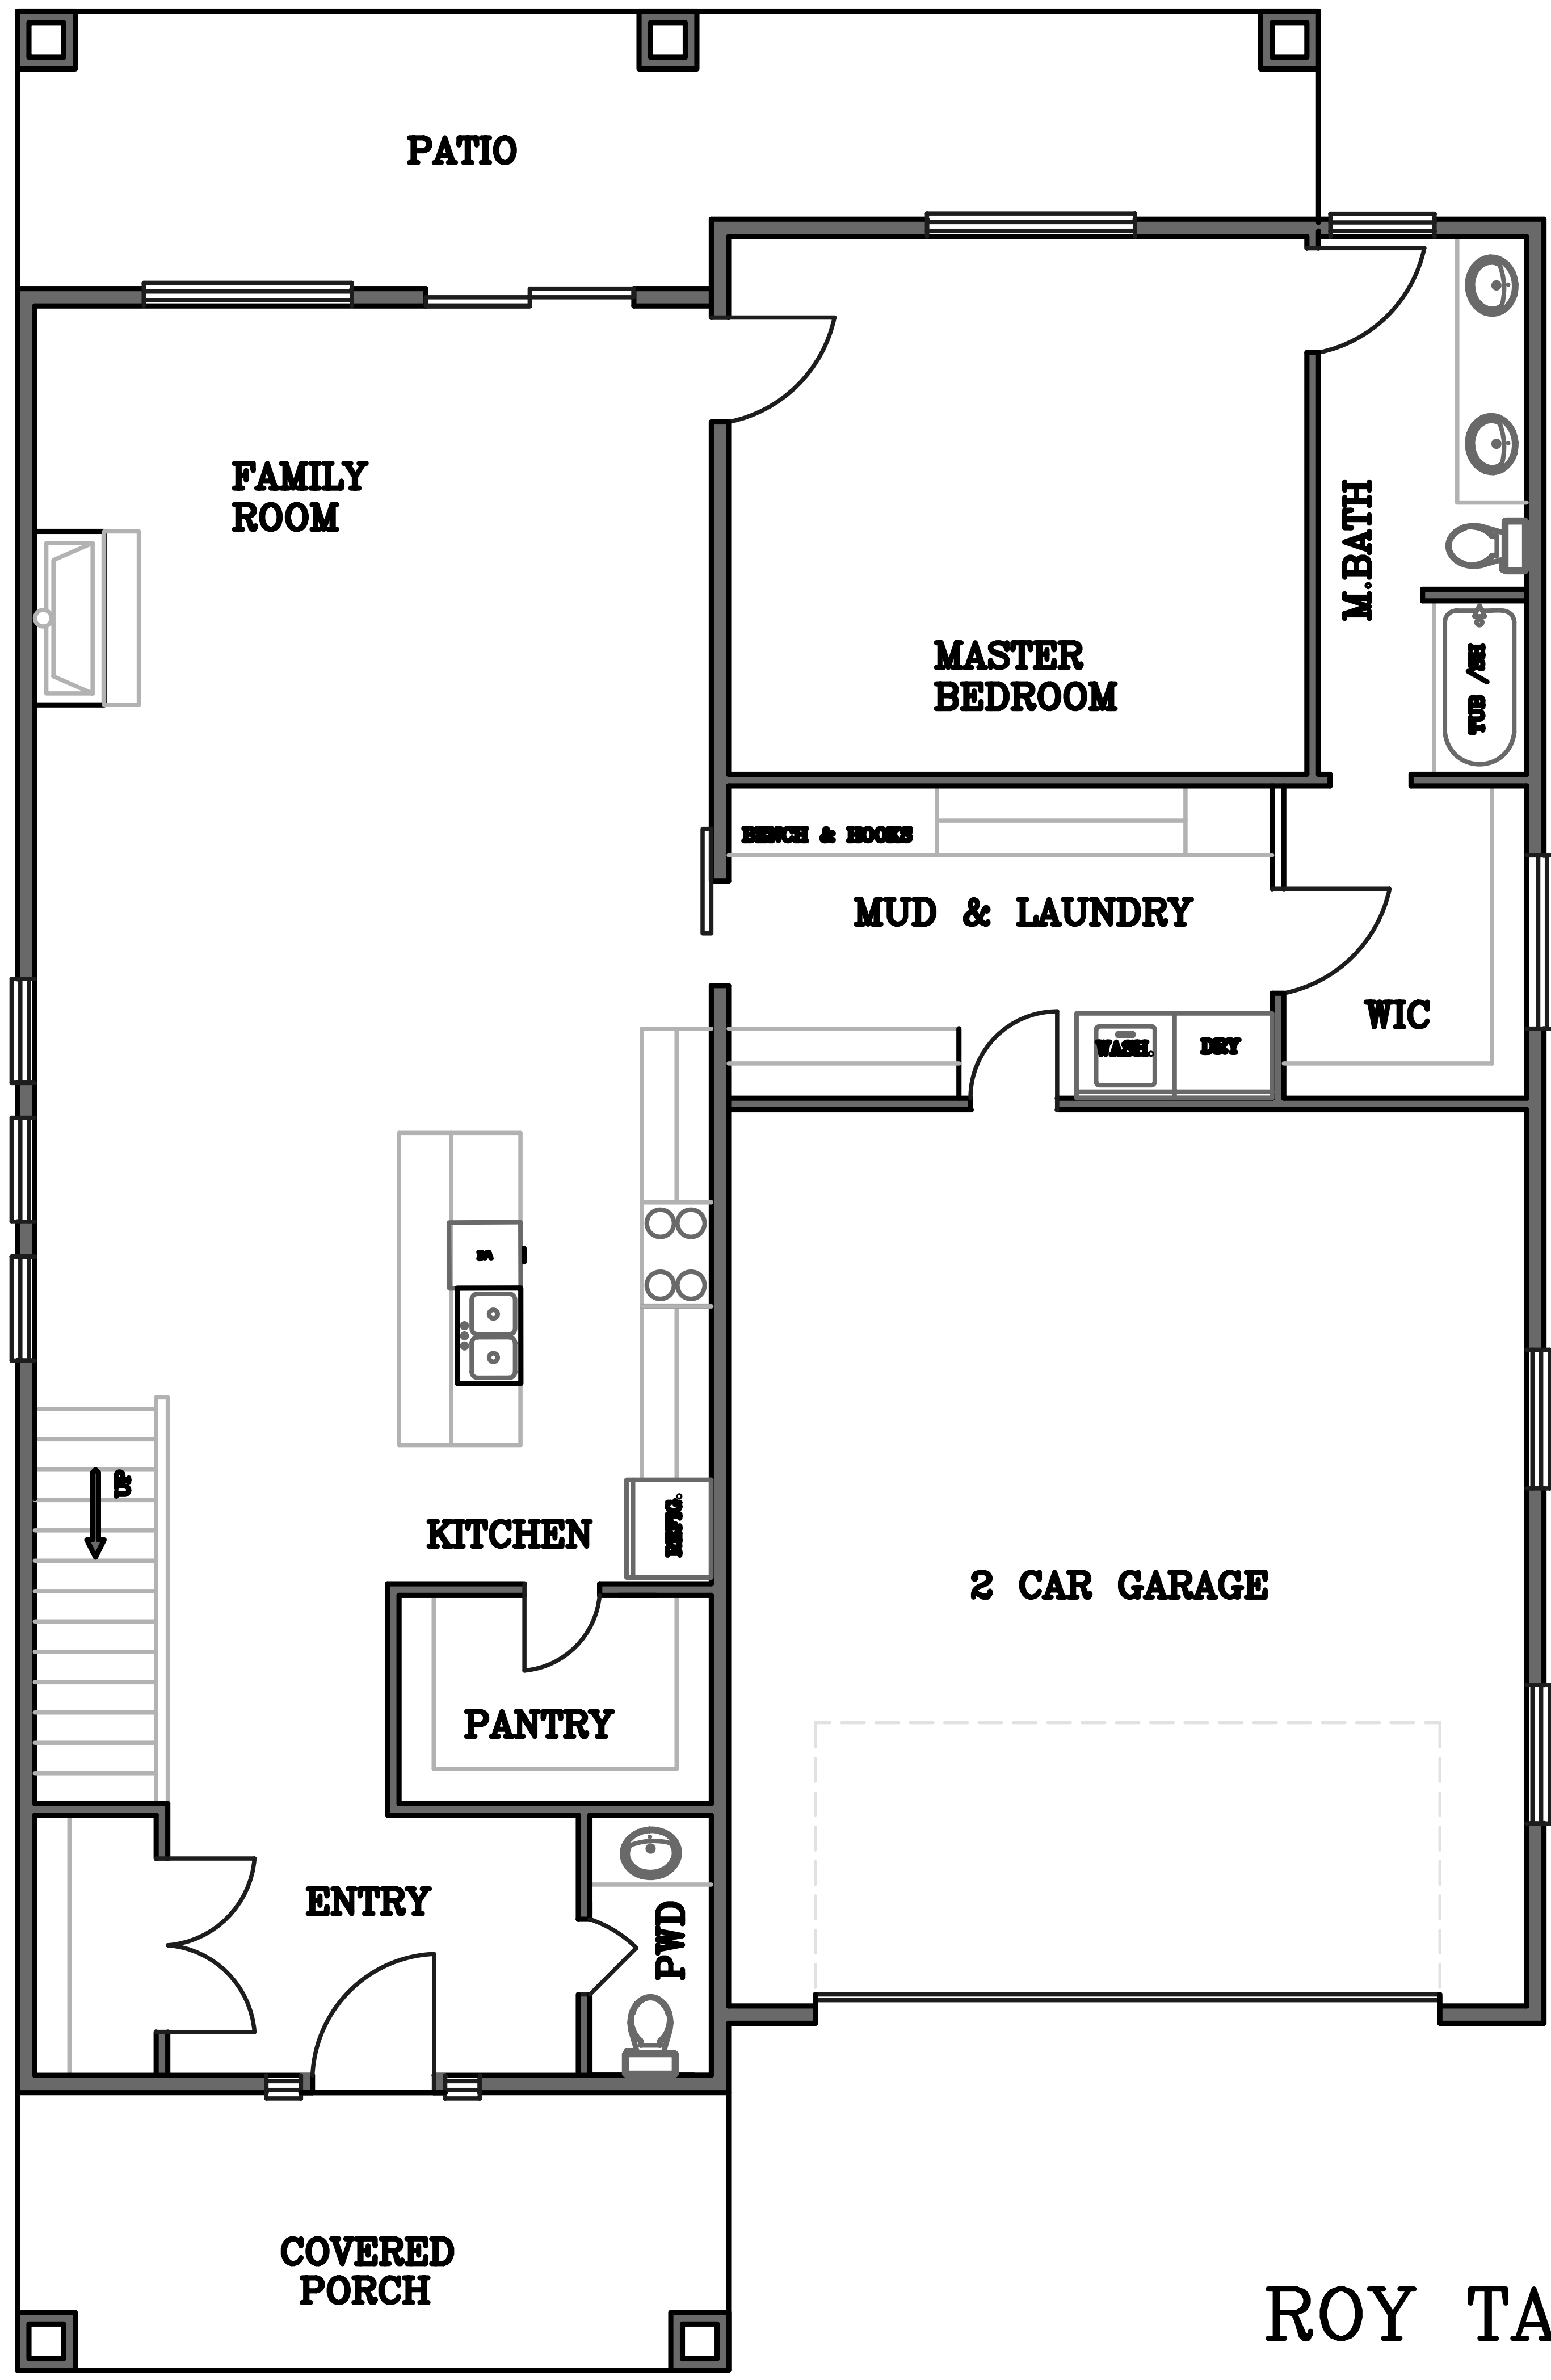 PATIO
FAMILY
ROOM
M.BATH
MASTER
BEDROOM
TUB /SH
BENCH & HOOKS
MUD & LAUNDRY
WIC
WASH.
DRY
UP
KITCHEN
REFIG.
2 CAR GARAGE
PANTRY
ENTRY
PWD
COVERED
PORCH
ROY TA